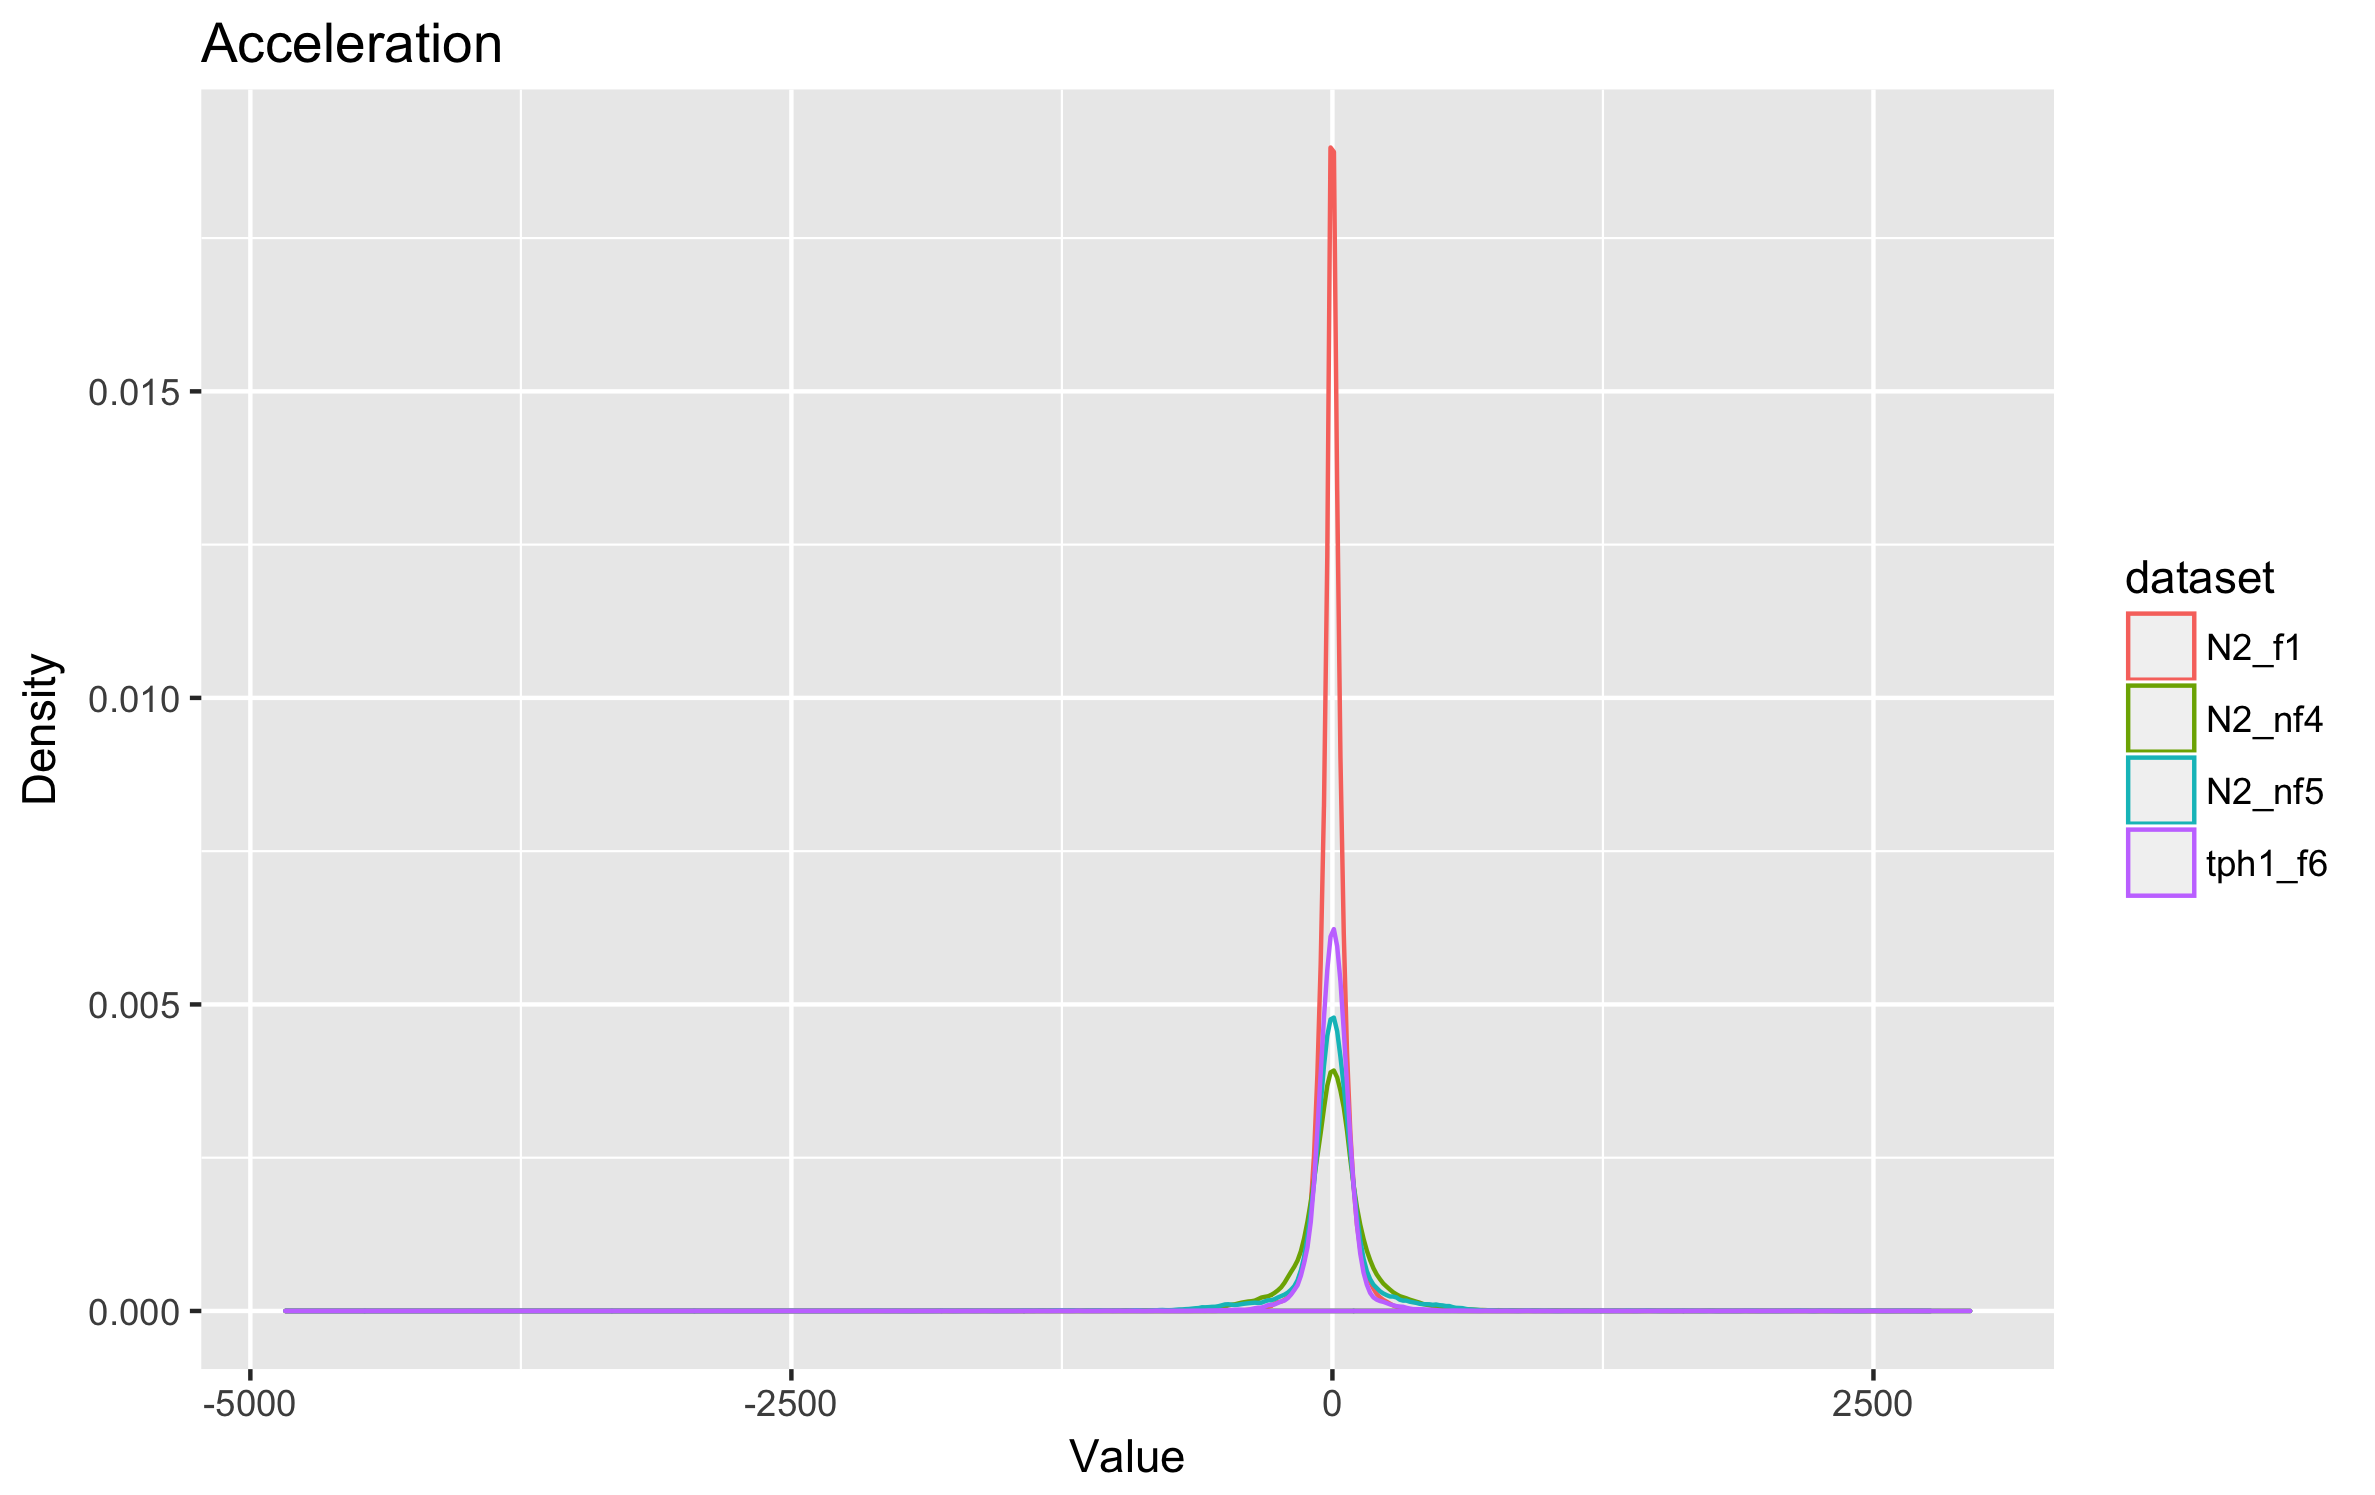 Acceleration
0.015
0.010
0.005
0.000
Density
-5000
-2500
0
2500
Value
dataset
N2_f1
N2_nf4
N2_nf5
tph1_f6